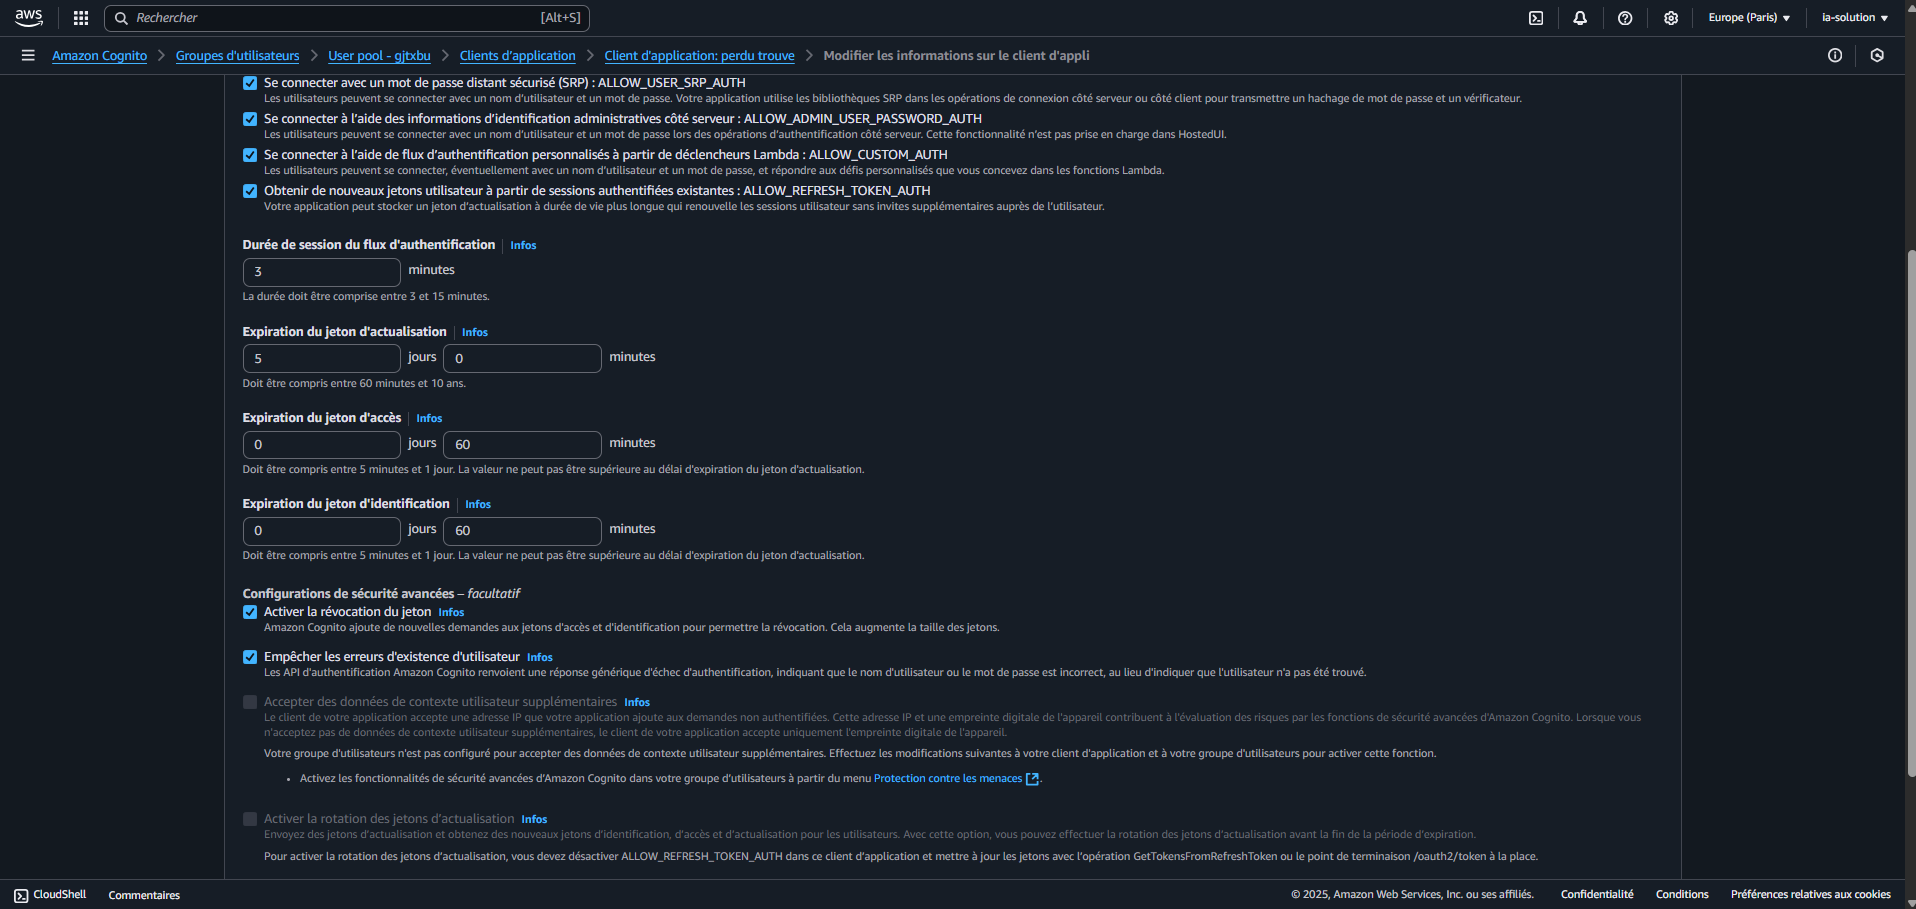 aws
Rechercher
[Alt+S]
Europe (Paris)
ia-solution
Amazon Cognito
Groupes d'utilisateurs
User pool - gjtxbu
Clients d'application
Client d'application: perdu trouve
Modifier les informations sur le client d'appli
Se connecter avec un mot de passe distant sécurisé (SRP) : ALLOW_USER_SRP_AUTH
Les utilisateurs peuvent se connecter avec un nom d'utilisateur et un mot de passe. Votre application utilise les bibliothèques SRP dans les opérations de connexion côté serveur ou côté client pour transmettre un hachage de mot de passe et un vérificateur.
Se connecter à l'aide des informations d'identification administratives côté serveur : ALLOW_ADMIN_USER_PASSWORD_AUTH
Les utilisateurs peuvent se connecter avec un nom d'utilisateur et un mot de passe lors des opérations d'authentification côté serveur. Cette fonctionnalité n'est pas prise en charge dans HostedUI.
Se connecter à l'aide de flux d'authentification personnalisés à partir de déclencheurs Lambda : ALLOW_CUSTOM_AUTH
Les utilisateurs peuvent se connecter, éventuellement avec un nom d'utilisateur et un mot de passe, et répondre aux défis personnalisés que vous concevez dans les fonctions Lambda.
Obtenir de nouveaux jetons utilisateur à partir de sessions authentifiées existantes : ALLOW_REFRESH_TOKEN_AUTH
Votre application peut stocker un jeton d'actualisation à durée de vie plus longue qui renouvelle les sessions utilisateur sans invites supplémentaires auprès de l'utilisateur.
Durée de session du flux d'authentification Infos
3 minutes
La durée doit être comprise entre 3 et 15 minutes.
Expiration du jeton d'actualisation Infos
5 jours 0 minutes
Doit être compris entre 60 minutes et 10 ans.
Expiration du jeton d'accès Infos
0 jours 60 minutes
Doit être compris entre 5 minutes et 1 jour. La valeur ne peut pas être supérieure au délai d'expiration du jeton d'actualisation.
Expiration du jeton d'identification Infos
0 jours 60 minutes
Doit être compris entre 5 minutes et 1 jour. La valeur ne peut pas être supérieure au délai d'expiration du jeton d'actualisation.
Configurations de sécurité avancées – facultatif
Activer la révocation du jeton Infos
Amazon Cognito ajoute de nouvelles demandes aux jetons d'accès et d'identification pour permettre la révocation. Cela augmente la taille des jetons.
Empêcher les erreurs d'existence d'utilisateur Infos
Les API d'authentification Amazon Cognito renvoient une réponse générique d'échec d'authentification, indiquant que le nom d'utilisateur ou le mot de passe est incorrect, au lieu d'indiquer que l'utilisateur n'a pas été trouvé.
Accepter des données de contexte utilisateur supplémentaires Infos
Le client de votre application accepte une adresse IP que votre application ajoute aux demandes non authentifiées. Cette adresse IP et une empreinte digitale de l'appareil contribuent à l'évaluation des risques par les fonctions de sécurité avancées d'Amazon Cognito. Lorsque vous
n'acceptez pas de données de contexte utilisateur supplémentaires, le client de votre application accepte uniquement l'empreinte digitale de l'appareil.
Votre groupe d'utilisateurs n'est pas configuré pour accepter des données de contexte utilisateur supplémentaires. Effectuez les modifications suivantes à votre client d'application et à votre groupe d'utilisateurs pour activer cette fonction.
• Activez les fonctionnalités de sécurité avancées d'Amazon Cognito dans votre groupe d'utilisateurs à partir du menu Protection contre les menaces.
Activer la rotation des jetons d'actualisation Infos
Envoyez des jetons d'actualisation et obtenez des nouveaux jetons d'identification, d'accès et d'actualisation pour les utilisateurs. Avec cette option, vous pouvez effectuer la rotation des jetons d'actualisation avant la fin de la période d'expiration.
Pour activer la rotation des jetons d'actualisation, vous devez désactiver ALLOW_REFRESH_TOKEN_AUTH dans ce client d'application et mettre à jour les jetons avec l'opération GetTokensFromRefreshToken ou le point de terminaison /oauth2/token à la place.
CloudShell
Commentaires
© 2025, Amazon Web Services, Inc. ou ses affiliés.
Confidentialité
Conditions
Préférences relatives aux cookies